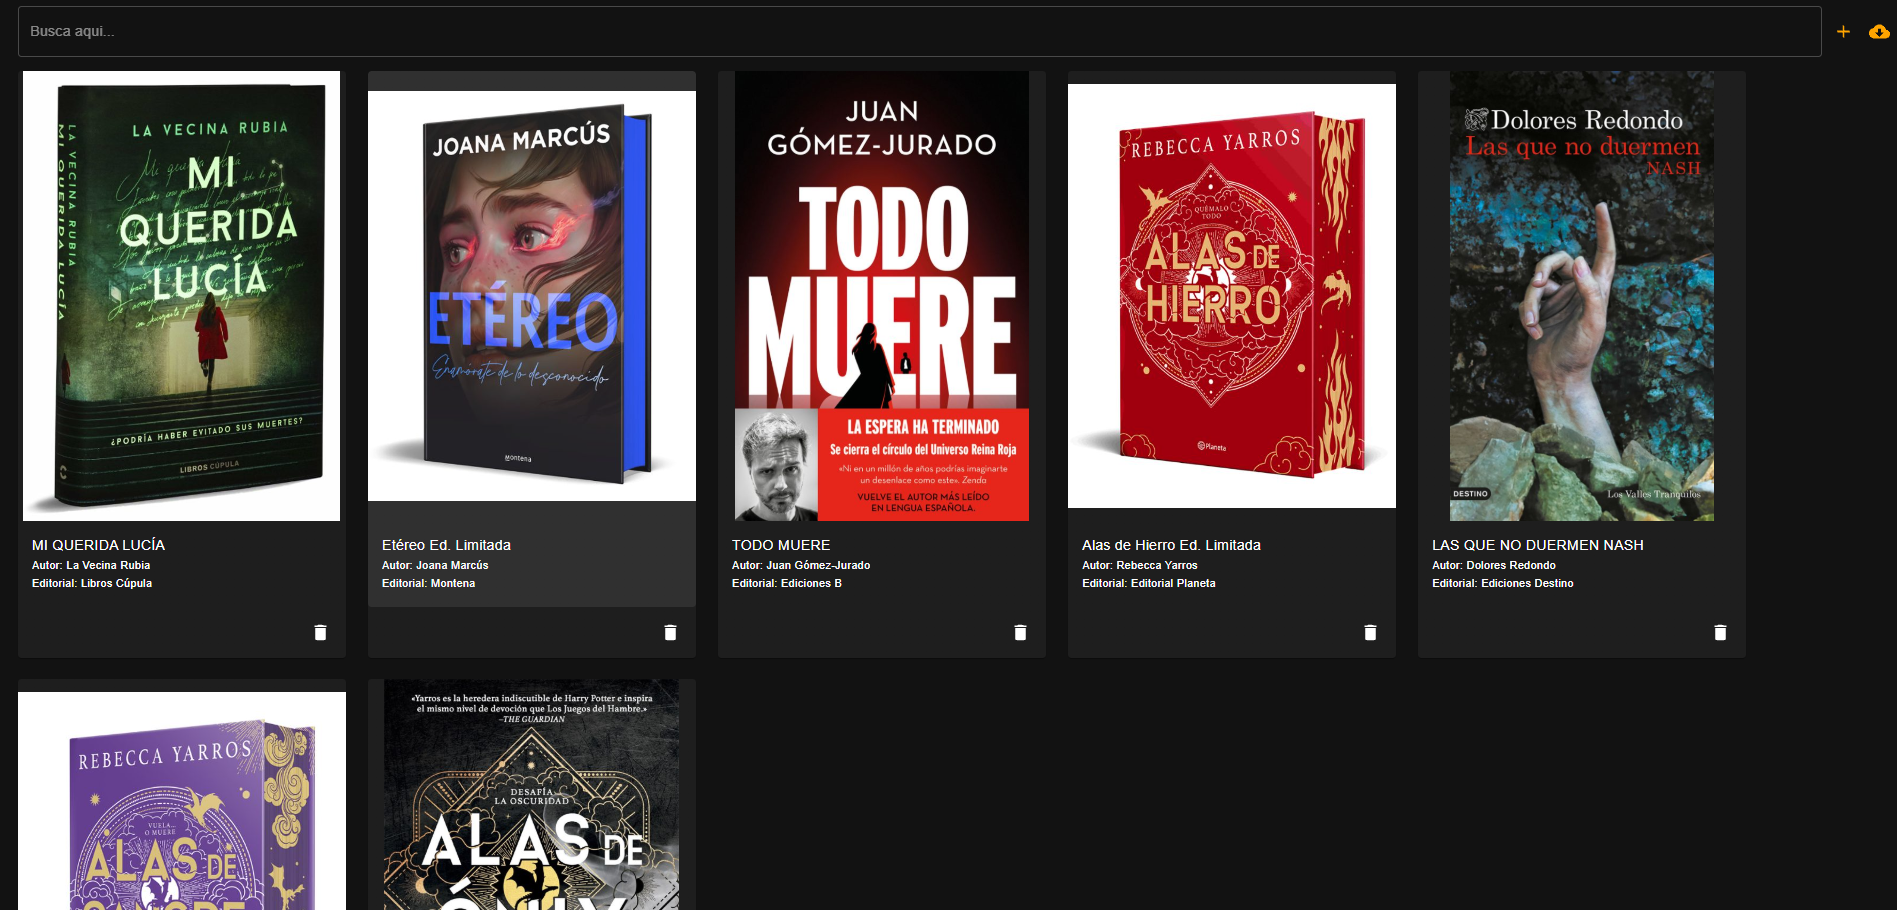 Busca aqui...
LA VECINA RUBIA
MI QUERIDA LUCÍA
LA VECINA RUBIA
MI
QUERIDA
LUCÍA
¿PODRÍA HABER EVITADO SUS MUERTES?
LIBROS CÚPULA
MI QUERIDA LUCÍA
Autor: La Vecina Rubia
Editorial: Libros Cúpula
JOANA MARCÚS
ETÉREO
Enamórate de lo desconocido
Montena
Etéreo Ed. Limitada
Autor: Joana Marcús
Editorial: Montena
JUAN
GÓMEZ-JURADO
TODO
MUERE
LA ESPERA HA TERMINADO
Se cierra el círculo del Universo Reina Roja
«Ni en un millón de años podrías imaginarte
un desenlace como este». Zenda
VUELVE EL AUTOR MÁS LEÍDO
EN LENGUA ESPAÑOLA.
TODO MUERE
Autor: Juan Gómez-Jurado
Editorial: Ediciones B
REBECCA YARROS
QUÉMALO
TODO
ALAS DE
HIERRO
Planeta
Alas de Hierro Ed. Limitada
Autor: Rebecca Yarros
Editorial: Editorial Planeta
Dolores Redondo
Las que no duermen
NASH
DESTINO
Los Valles Tranquilos
LAS QUE NO DUERMEN NASH
Autor: Dolores Redondo
Editorial: Ediciones Destino
REBECCA YARROS
VUELA...
O MUERE
ALAS DE
SANGRE
«Yarros es la heredera indiscutible de Harry Potter e inspira
el mismo nivel de devoción que Los Juegos del Hambre.»
–THE GUARDIAN
DESAFÍA...
LA OSCURIDAD
ALAS DE
ÓNIX